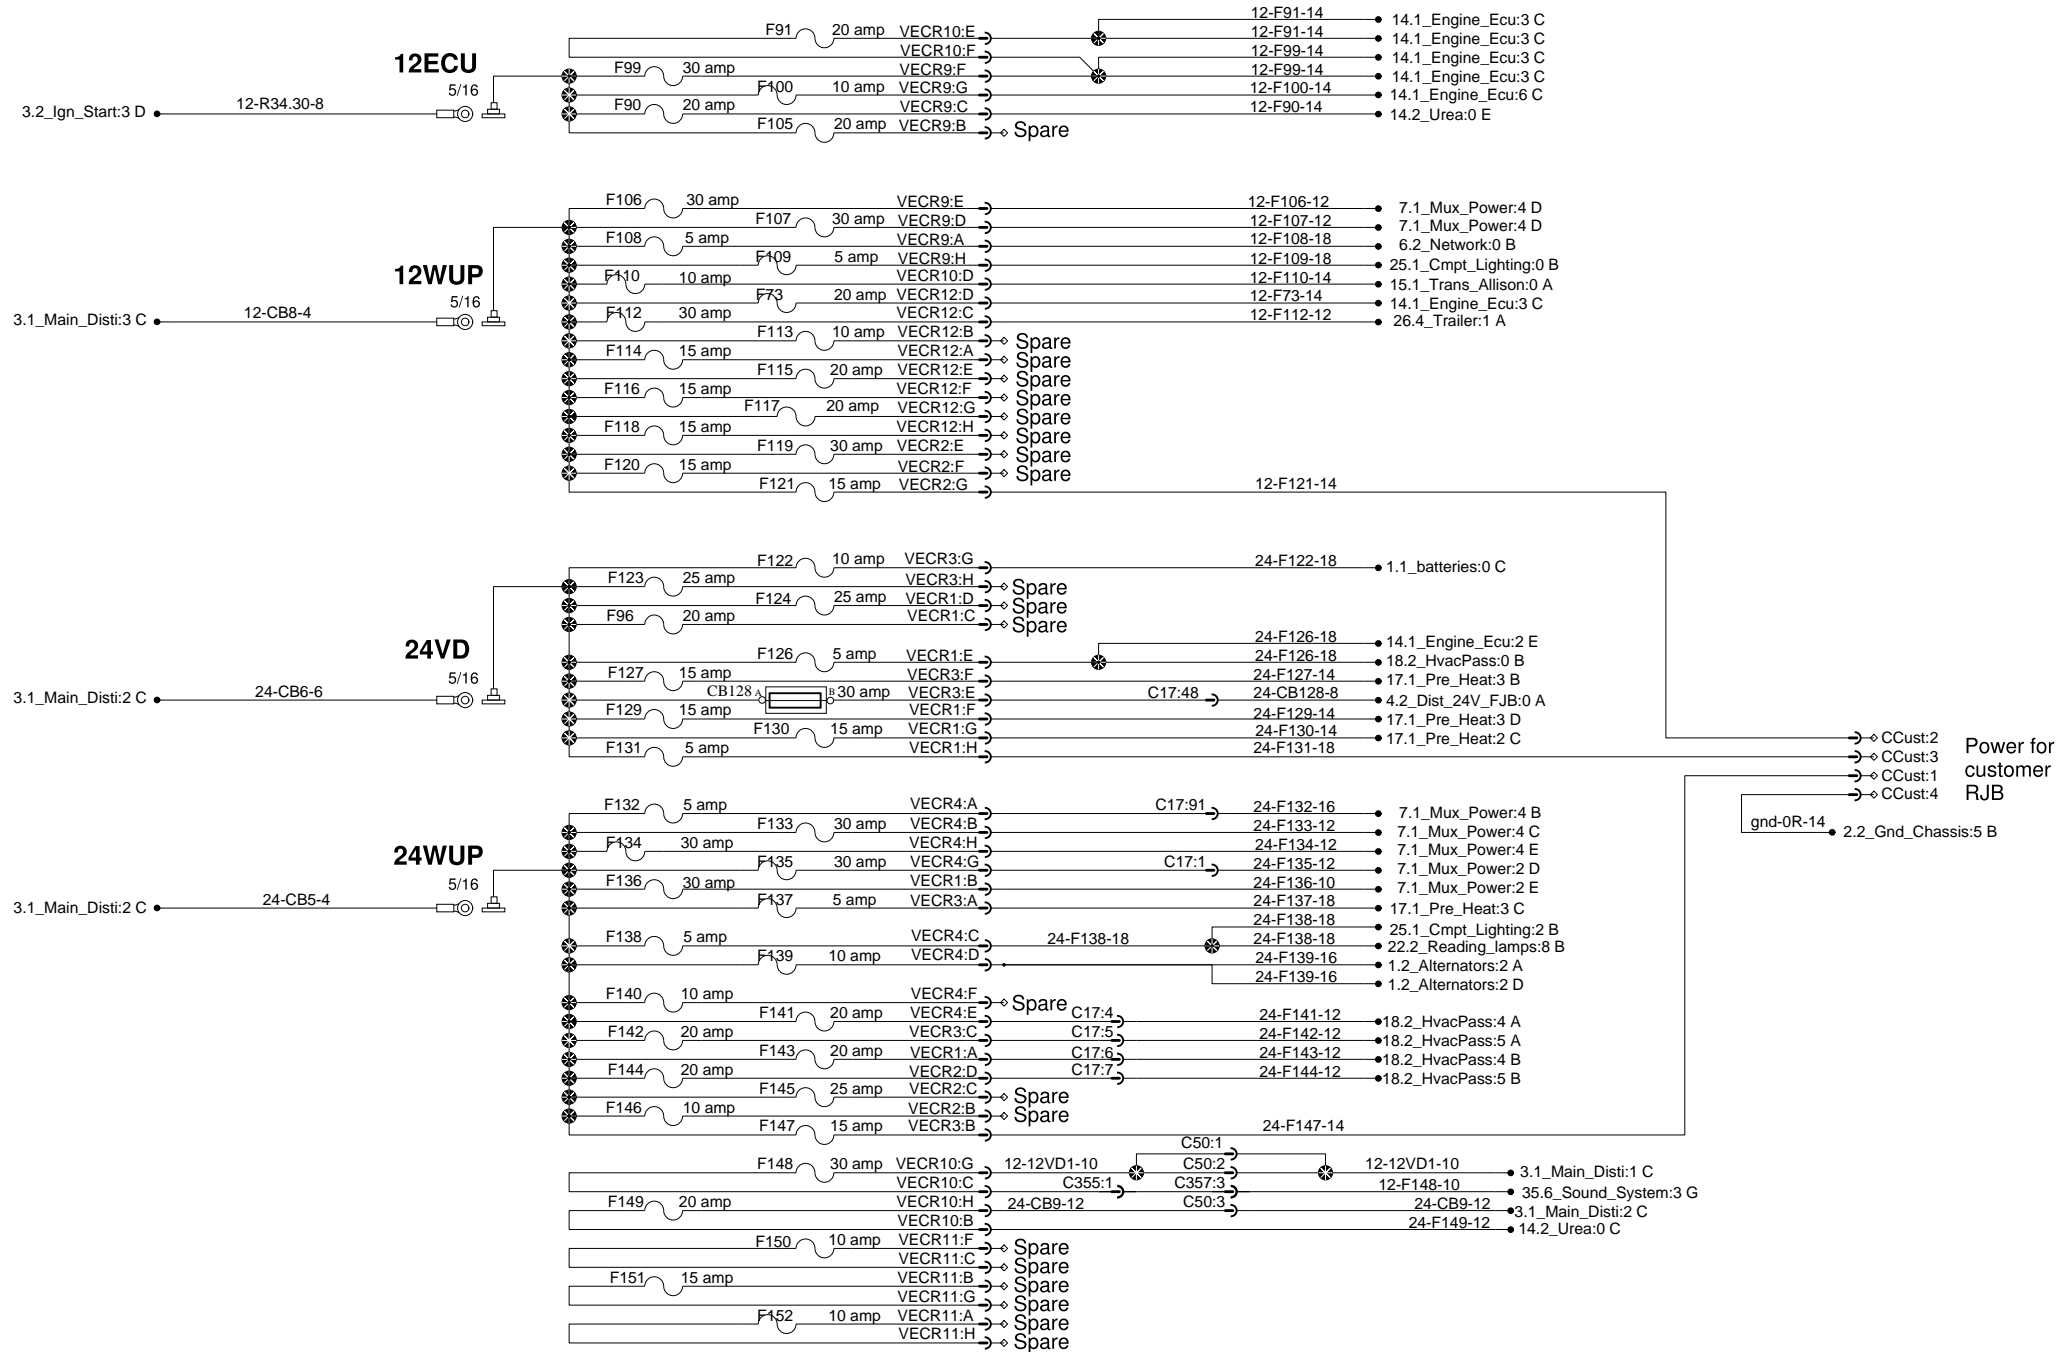 F91 20 amp VECR10:E 12-F91-14 14.1_Engine_Ecu:3 C
12-F91-14 14.1_Engine_Ecu:3 C
VECR10:F 12-F99-14 14.1_Engine_Ecu:3 C
12ECU
F99 30 amp VECR9:F 12-F99-14 14.1_Engine_Ecu:3 C
5/16
F100 10 amp VECR9:G 12-F100-14 14.1_Engine_Ecu:6 C
3.2_Ign_Start:3 D 12-R34.30-8
F90 20 amp VECR9:C 12-F90-14 14.2_Urea:0 E
F105 20 amp VECR9:B Spare
F106 30 amp VECR9:E 12-F106-12 7.1_Mux_Power:4 D
F107 30 amp VECR9:D 12-F107-12 7.1_Mux_Power:4 D
F108 5 amp VECR9:A 12-F108-18 6.2_Network:0 B
F109 5 amp VECR9:H 12-F109-18 25.1_Cmpt_Lighting:0 B
12WUP
F110 10 amp VECR10:D 12-F110-14 15.1_Trans_Allison:0 A
5/16
F73 20 amp VECR12:D 12-F73-14 14.1_Engine_Ecu:3 C
3.1_Main_Disti:3 C 12-CB8-4
F112 30 amp VECR12:C 12-F112-12 26.4_Trailer:1 A
F113 10 amp VECR12:B Spare
F114 15 amp VECR12:A Spare
F115 20 amp VECR12:E Spare
F116 15 amp VECR12:F Spare
F117 20 amp VECR12:G Spare
F118 15 amp VECR12:H Spare
F119 30 amp VECR2:E Spare
F120 15 amp VECR2:F Spare
F121 15 amp VECR2:G 12-F121-14
F122 10 amp VECR3:G 24-F122-18 1.1_batteries:0 C
F123 25 amp VECR3:H Spare
F124 25 amp VECR1:D Spare
F96 20 amp VECR1:C Spare
24VD
24-F126-18 14.1_Engine_Ecu:2 E
F126 5 amp VECR1:E 24-F126-18 18.2_HvacPass:0 B
5/16
F127 15 amp VECR3:F 24-F127-14 17.1_Pre_Heat:3 B
3.1_Main_Disti:2 C 24-CB6-6
CB128 A B 30 amp VECR3:E C17:48 24-CB128-8 4.2_Dist_24V_FJB:0 A
F129 15 amp VECR1:F 24-F129-14 17.1_Pre_Heat:3 D
F130 15 amp VECR1:G 24-F130-14 17.1_Pre_Heat:2 C
CCust:2
F131 5 amp VECR1:H 24-F131-18 CCust:3
CCust:1
CCust:4
Power for
customer
RJB
gnd-0R-14 2.2_Gnd_Chassis:5 B
F132 5 amp VECR4:A C17:91 24-F132-16 7.1_Mux_Power:4 B
F133 30 amp VECR4:B 24-F133-12 7.1_Mux_Power:4 C
F134 30 amp VECR4:H 24-F134-12 7.1_Mux_Power:4 E
24WUP
F135 30 amp VECR4:G C17:1 24-F135-12 7.1_Mux_Power:2 D
5/16
F136 30 amp VECR1:B 24-F136-10 7.1_Mux_Power:2 E
3.1_Main_Disti:2 C 24-CB5-4
F137 5 amp VECR3:A 24-F137-18 17.1_Pre_Heat:3 C
24-F138-18 25.1_Cmpt_Lighting:2 B
F138 5 amp VECR4:C 24-F138-18 24-F138-18 22.2_Reading_lamps:8 B
F139 10 amp VECR4:D 24-F139-16 1.2_Alternators:2 A
24-F139-16 1.2_Alternators:2 D
F140 10 amp VECR4:F Spare
F141 20 amp VECR4:E C17:4 24-F141-12 18.2_HvacPass:4 A
F142 20 amp VECR3:C C17:5 24-F142-12 18.2_HvacPass:5 A
F143 20 amp VECR1:A C17:6 24-F143-12 18.2_HvacPass:4 B
F144 20 amp VECR2:D C17:7 24-F144-12 18.2_HvacPass:5 B
F145 25 amp VECR2:C Spare
F146 10 amp VECR2:B Spare
F147 15 amp VECR3:B 24-F147-14
C50:1
F148 30 amp VECR10:G 12-12VD1-10 C50:2 12-12VD1-10 3.1_Main_Disti:1 C
VECR10:C C355:1 C357:3 12-F148-10 35.6_Sound_System:3 G
F149 20 amp VECR10:H 24-CB9-12 C50:3 24-CB9-12 3.1_Main_Disti:2 C
VECR10:B 24-F149-12 14.2_Urea:0 C
F150 10 amp VECR11:F Spare
VECR11:C Spare
F151 15 amp VECR11:B Spare
VECR11:G Spare
F152 10 amp VECR11:A Spare
VECR11:H Spare